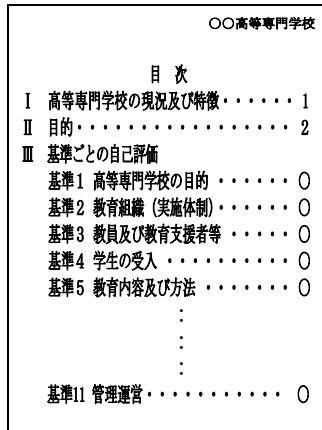 〇〇高等専門学校
目 次
Ⅰ 高等専門学校の現況及び特徴・・・・・・ 1
Ⅱ 目的・・・・・・・・・・・・・・・・・ 2
Ⅲ 基準ごとの自己評価
基準1 高等専門学校の目的 ・・・・・・ 〇
基準2 教育組織（実施体制）・・・・・・ 〇
基準3 教員及び教育支援者等 ・・・・・ 〇
基準4 学生の受入 ・・・・・・・・・・ 〇
基準5 教育内容及び方法 ・・・・・・・ 〇
：
：
：
基準11 管理運営・・・・・・・・・・・ 〇